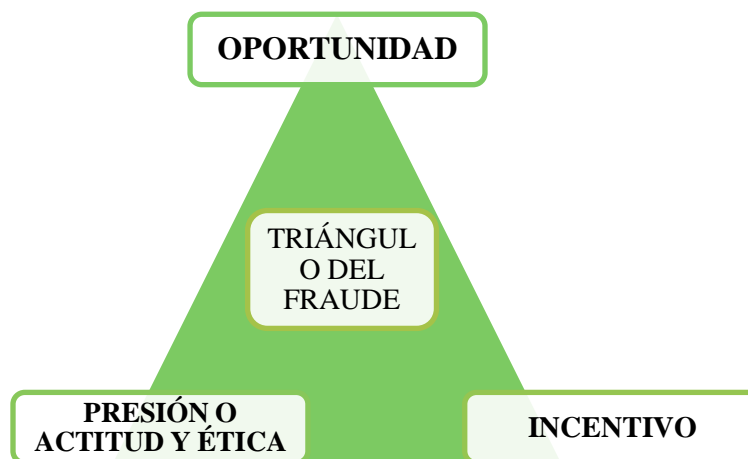 OPORTUNIDAD
TRIÁNGUL
O DEL
FRAUDE
PRESIÓN O
ACTITUD Y ÉTICA
INCENTIVO